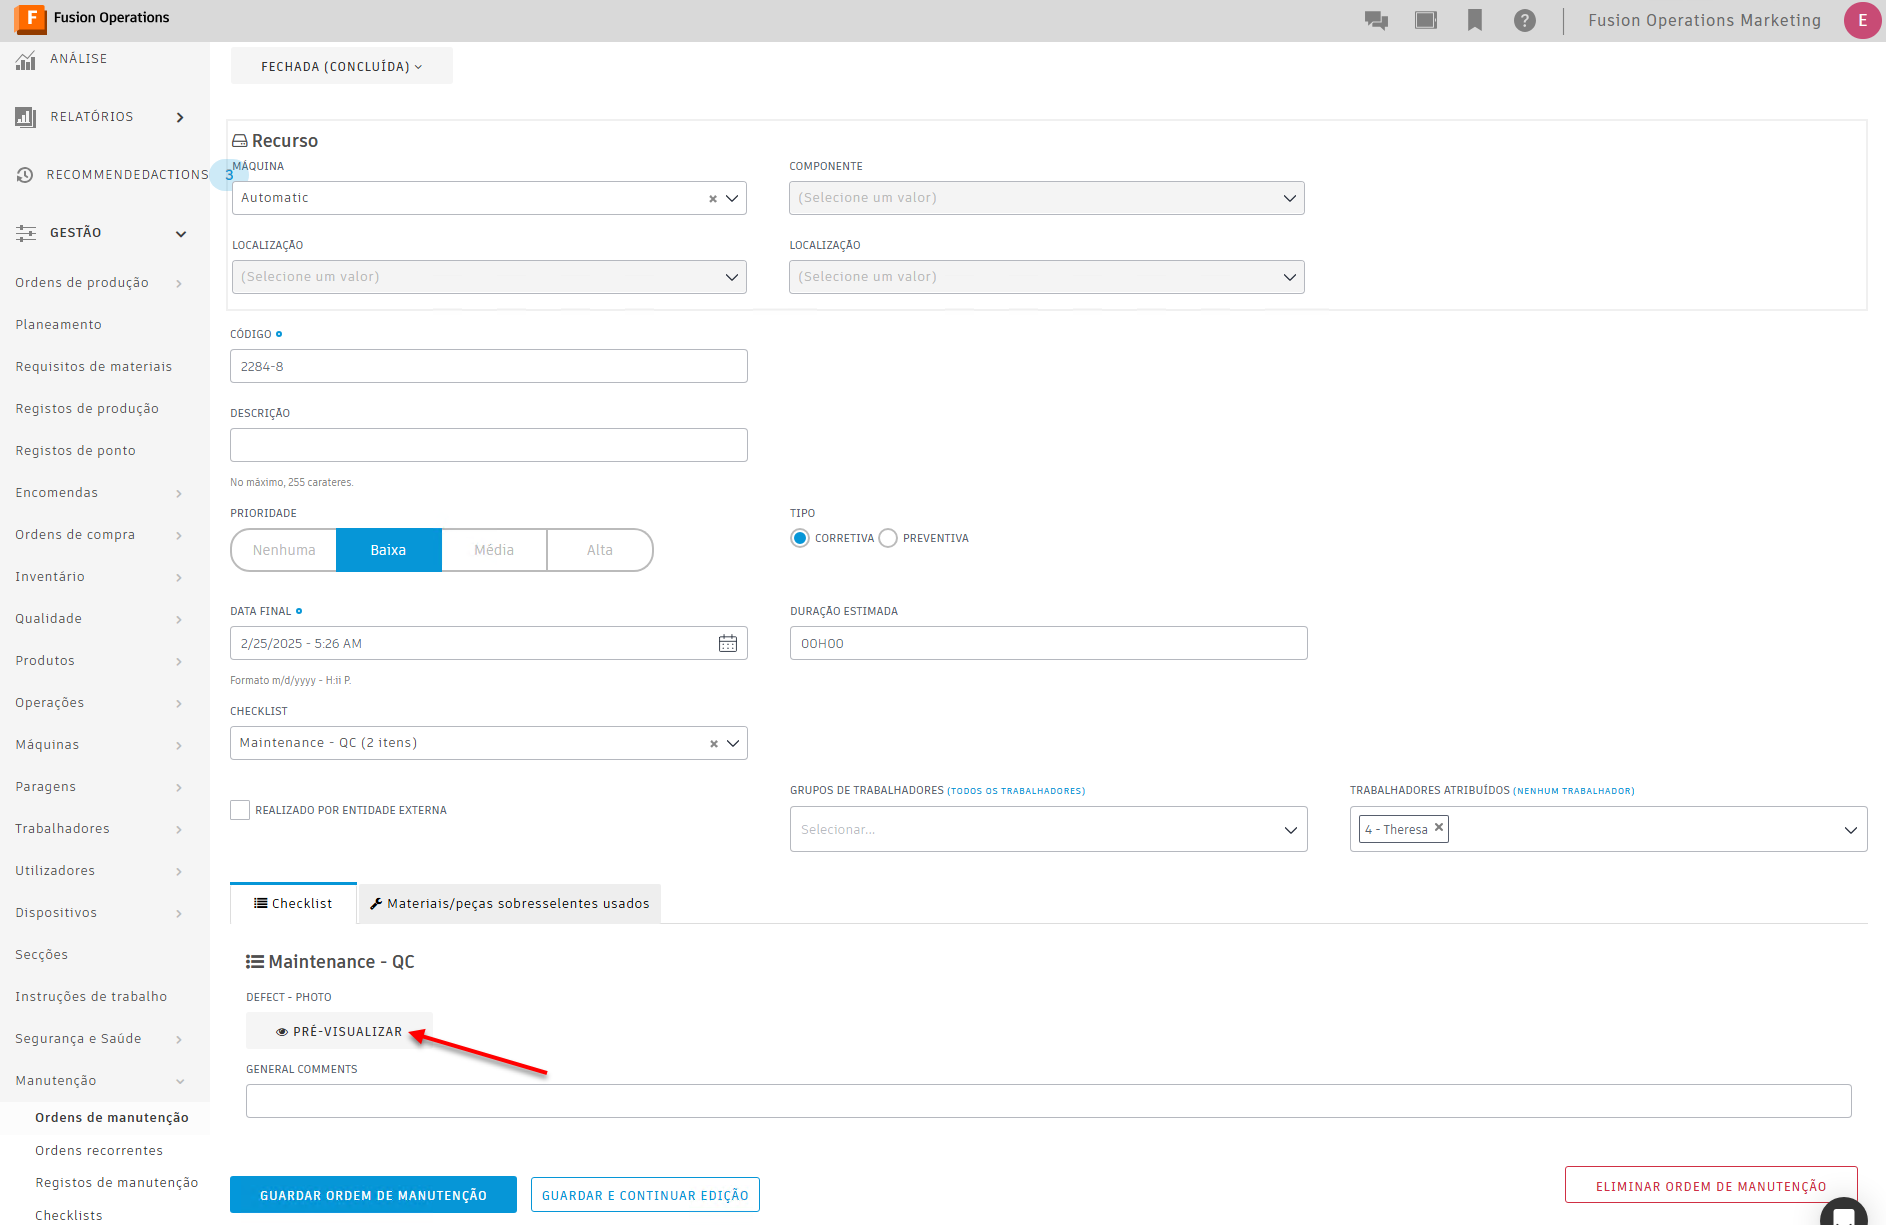 F Fusion Operations
Fusion Operations Marketing
E
ANÁLISE
RELATÓRIOS
RECOMMENDEDACTIONS
3
GESTÃO
Ordens de produção
Planeamento
Requisitos de materiais
Registos de produção
Registos de ponto
Encomendas
Ordens de compra
Inventário
Qualidade
Produtos
Operações
Máquinas
Paragens
Trabalhadores
Utilizadores
Dispositivos
Secções
Instruções de trabalho
Segurança e Saúde
Manutenção
Ordens de manutenção
Ordens recorrentes
Registos de manutenção
Checklists
FECHADA (CONCLUÍDA)
Recurso
MÁQUINA
COMPONENTE
Automatic
(Selecione um valor)
LOCALIZAÇÃO
LOCALIZAÇÃO
(Selecione um valor)
(Selecione um valor)
CÓDIGO
2284-8
DESCRIÇÃO
No máximo, 255 carateres.
PRIORIDADE
TIPO
Nenhuma Baixa Média Alta
CORRETIVA PREVENTIVA
DATA FINAL
DURAÇÃO ESTIMADA
2/25/2025 - 5:26 AM
00H00
Formato m/d/yyyy - H:ii P.
CHECKLIST
Maintenance - QC (2 itens)
REALIZADO POR ENTIDADE EXTERNA
GRUPOS DE TRABALHADORES (TODOS OS TRABALHADORES)
TRABALHADORES ATRIBUÍDOS (NENHUM TRABALHADOR)
Selecionar...
4 - Theresa
Checklist
Materiais/peças sobresselentes usados
Maintenance - QC
DEFECT - PHOTO
PRÉ-VISUALIZAR
GENERAL COMMENTS
GUARDAR ORDEM DE MANUTENÇÃO
GUARDAR E CONTINUAR EDIÇÃO
ELIMINAR ORDEM DE MANUTENÇÃO